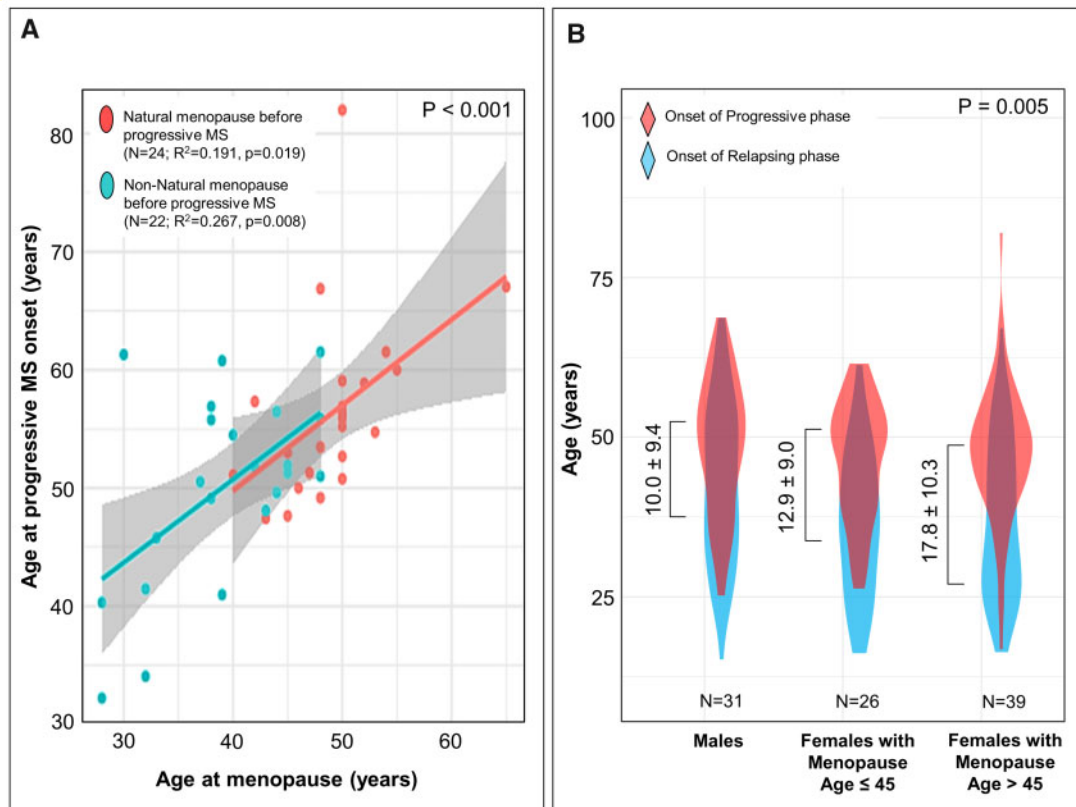 A
P < 0.001
Natural menopause before
progressive MS
(N=24; R²=0.191, p=0.019)
Non-Natural menopause
before progressive MS
(N=22; R²=0.267, p=0.008)
Age at progressive MS onset (years)
80
70
60
50
40
30
30
40
50
60
Age at menopause (years)
B
P = 0.005
Onset of Progressive phase
Onset of Relapsing phase
Age (years)
100
75
50
25
10.0 ± 9.4
12.9 ± 9.0
17.8 ± 10.3
N=31
N=26
N=39
Males
Females with
Menopause
Age ≤ 45
Females with
Menopause
Age > 45